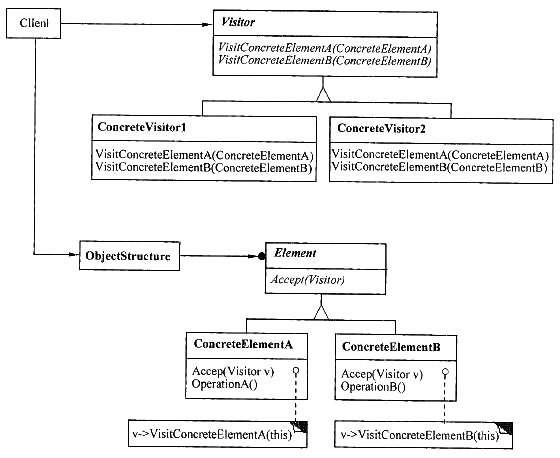 Client
Visitor
VisitConcreteElementA(ConcreteElementA)
VisitConcreteElementB(ConcreteElementB)
ConcreteVisitor1
VisitConcreteElementA(ConcreteElementA)
VisitConcreteElementB(ConcreteElementB)
ConcreteVisitor2
VisitConcreteElementA(ConcreteElementA)
VisitConcreteElementB(ConcreteElementB)
ObjectStructure
Element
Accept(Visitor)
ConcreteElementA
Accep(Visitor v)
OperationA()
ConcreteElementB
Accep(Visitor v)
OperationB()
v->VisitConcreteElementA(this)
v->VisitConcreteElementB(this)